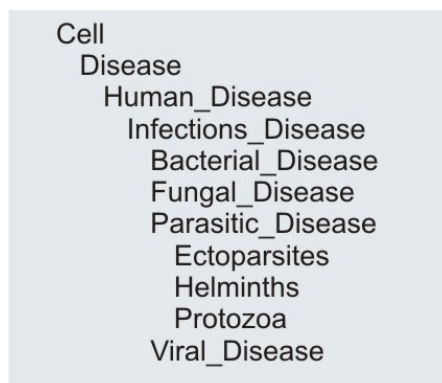 Cell
Disease
Human_Disease
Infections_Disease
Bacterial_Disease
Fungal_Disease
Parasitic_Disease
Ectoparsites
Helminths
Protozoa
Viral_Disease